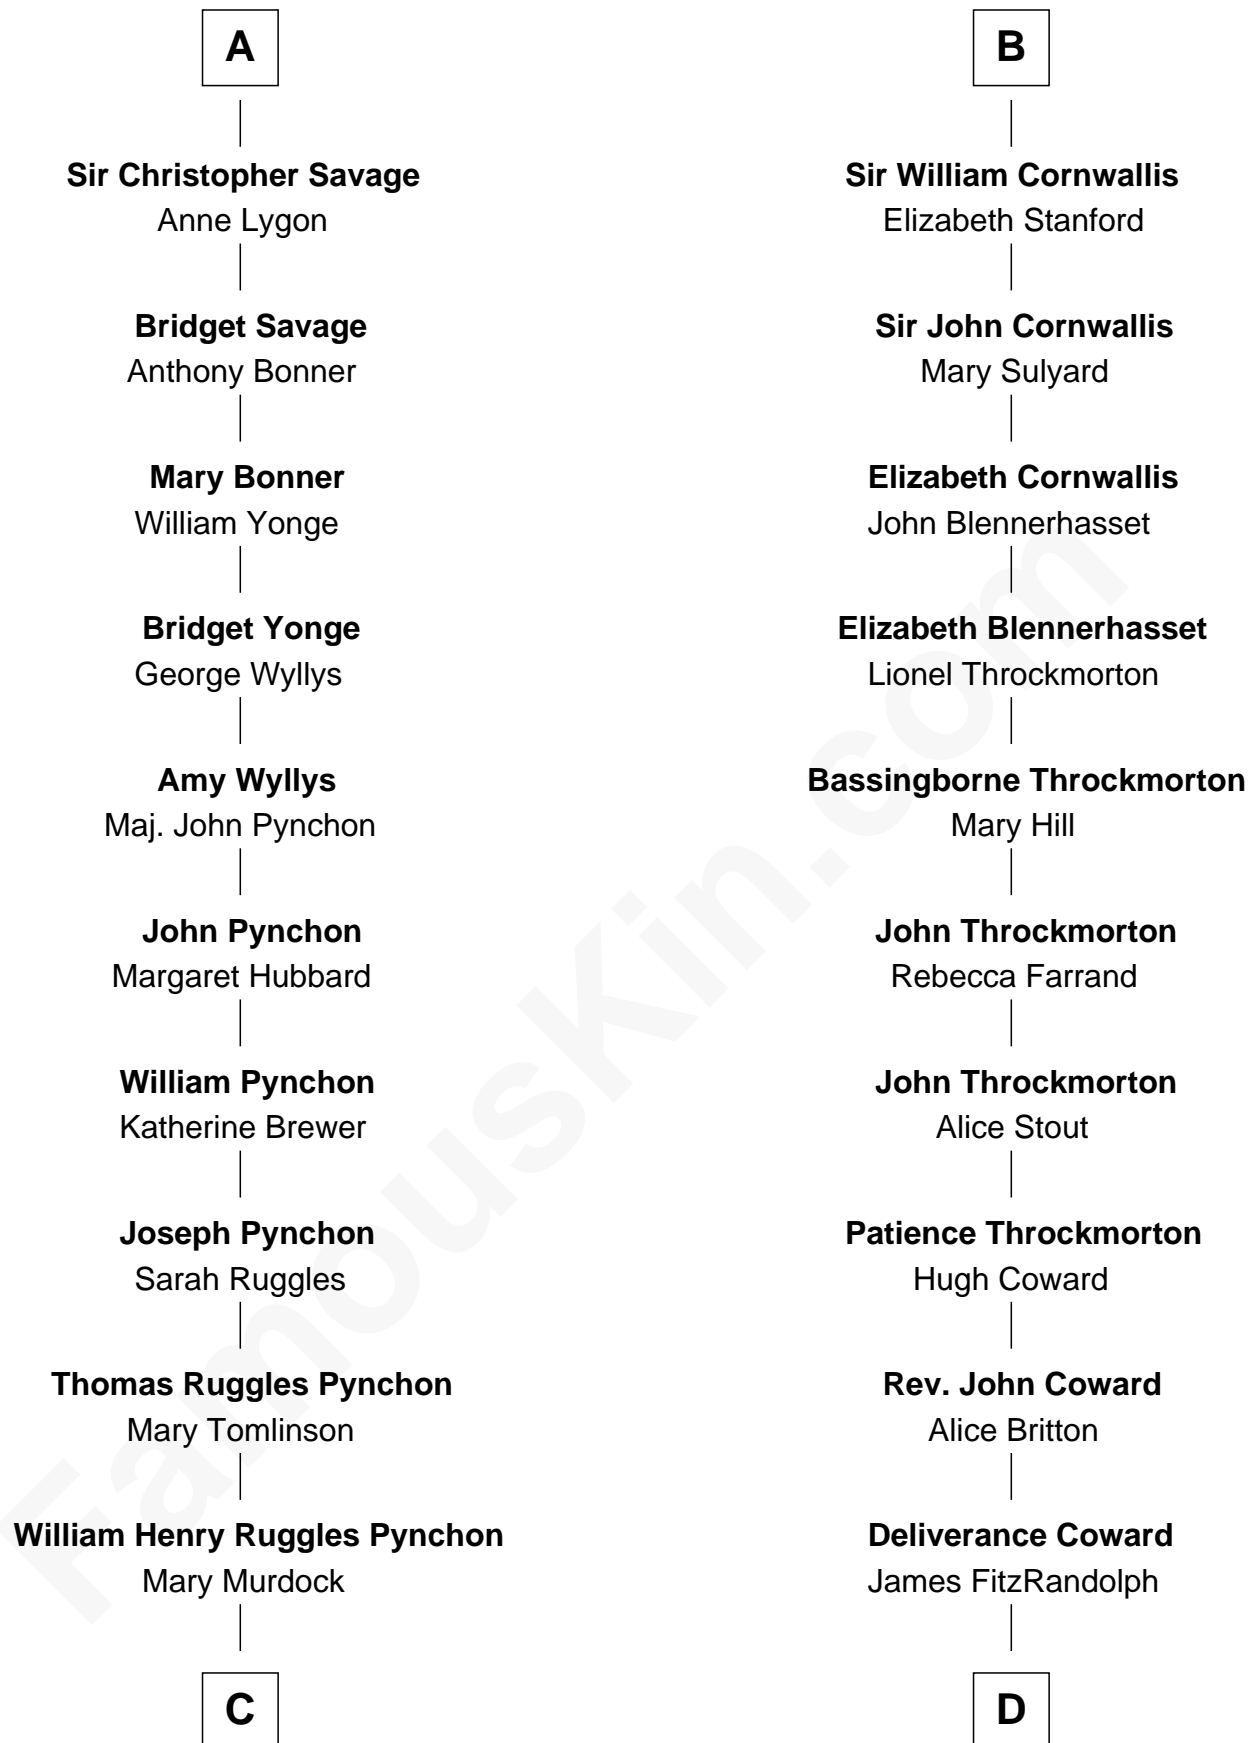 A
Sir Christopher Savage
Anne Lygon
Bridget Savage
Anthony Bonner
Mary Bonner
William Yonge
Bridget Yonge
George Wyllys
Amy Wyllys
Maj. John Pynchon
John Pynchon
Margaret Hubbard
William Pynchon
Katherine Brewer
Joseph Pynchon
Sarah Ruggles
Thomas Ruggles Pynchon
Mary Tomlinson
William Henry Ruggles Pynchon
Mary Murdock
C
B
Sir William Cornwallis
Elizabeth Stanford
Sir John Cornwallis
Mary Sulyard
Elizabeth Cornwallis
John Blennerhasset
Elizabeth Blennerhasset
Lionel Throckmorton
Bassingborne Throckmorton
Mary Hill
John Throckmorton
Rebecca Farrand
John Throckmorton
Alice Stout
Patience Throckmorton
Hugh Coward
Rev. John Coward
Alice Britton
Deliverance Coward
James FitzRandolph
D
FamousKin.com